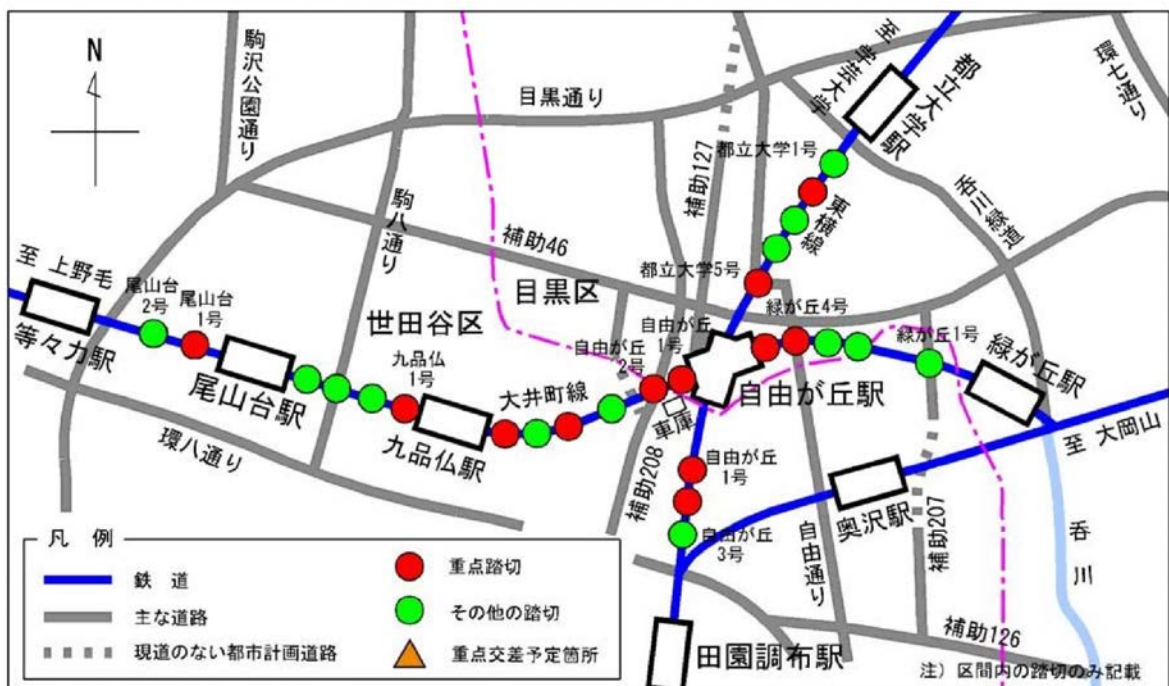 N
駒沢公園通り
目黒通り
至 学芸大学
都立大学駅
環七通り
都立大学1号
補助127
東横線
呑川緑道
駒八通り
補助46
都立大学5号
至 上野毛
尾山台
2号
尾山台
1号
目黒区
世田谷区
自由が丘
1号
緑が丘4号
緑が丘1号
自由が丘
2号
等々力駅
九品仏
1号
大井町線
緑が丘駅
尾山台駅
自由が丘駅
車庫
九品仏駅
至 大岡山
環八通り
自由が丘
1号
補助208
奥沢駅
自由が丘
3号
自由通り
補助207
呑川
凡 例
鉄 道
主な道路
現道のない都市計画道路
重点踏切
その他の踏切
重点交差予定箇所
田園調布駅
補助126
注) 区間内の踏切のみ記載